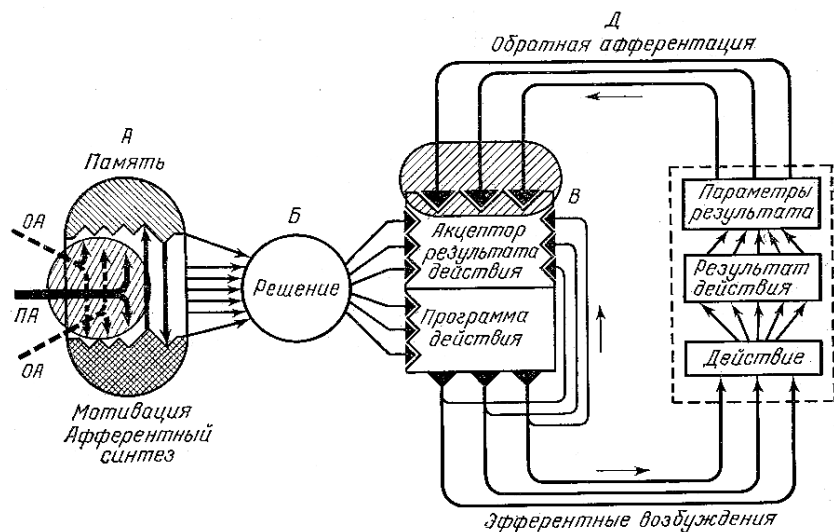 Д
Обратная афферентация
А
Память
ОА
ПА
ОА
Мотивация
Афферентный
синтез
Б
Решение
В
Акцептор
результата
действия
Программа
действия
Параметры
результата
Результат
действия
Действие
Эфферентные возбуждения